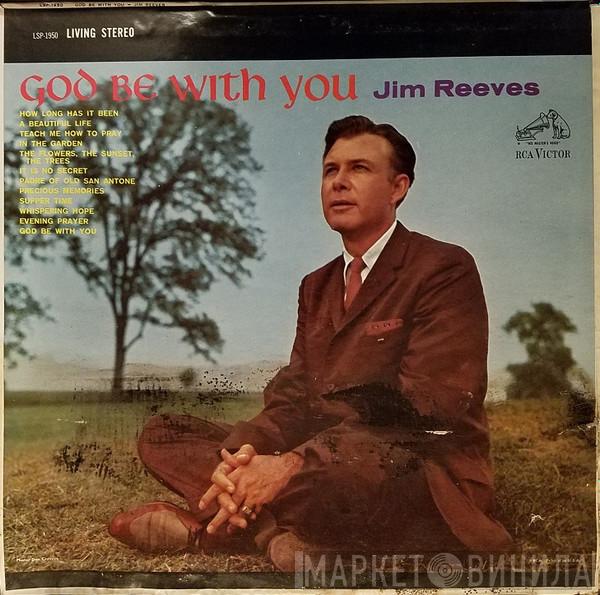 LSP-1950 GOD BE WITH YOU — JIM REEVES
LSP-1950 LIVING STEREO
GOD BE WITH YOU Jim Reeves
HOW LONG HAS IT BEEN
A BEAUTIFUL LIFE
TEACH ME HOW TO PRAY
IN THE GARDEN
THE FLOWERS, THE SUNSET,
THE TREES
IT IS NO SECRET
PADRE OF OLD SAN ANTONE
PRECIOUS MEMORIES
SUPPER TIME
WHISPERING HOPE
EVENING PRAYER
GOD BE WITH YOU
"HIS MASTER'S VOICE"
RCA VICTOR
МАРКЕТ ВИНИЛА